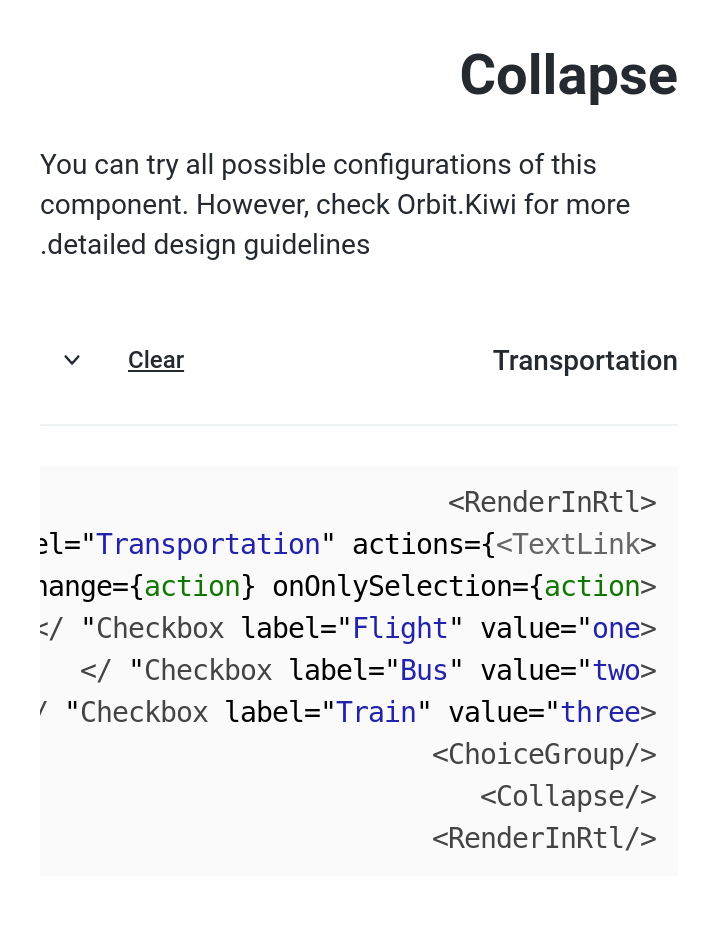 Collapse
You can try all possible configurations of this
component. However, check Orbit.Kiwi for more
.detailed design guidelines
Transportation
Clear
<RenderInRtl>
el="Transportation" actions={<TextLink>
hange={action} onOnlySelection={action>
</ "Checkbox label="Flight" value="one>
</ "Checkbox label="Bus" value="two>
/ "Checkbox label="Train" value="three>
<ChoiceGroup/>
<Collapse/>
<RenderInRtl/>